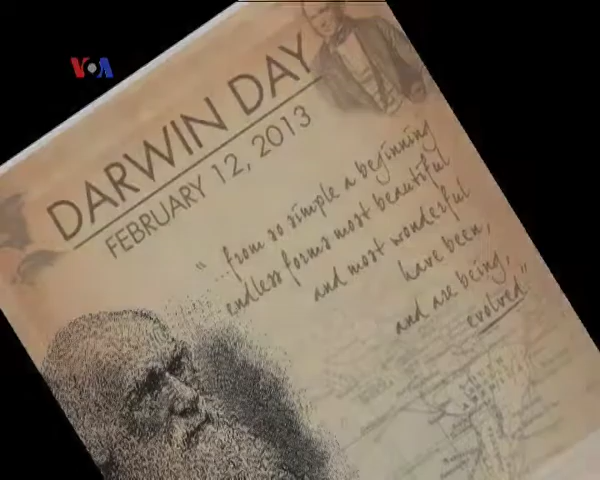 VOA
DARWIN DAY
FEBRUARY 12, 2013
"...from so simple a beginning
endless forms most beautiful
and most wonderful
have been,
and are being,
evolved."